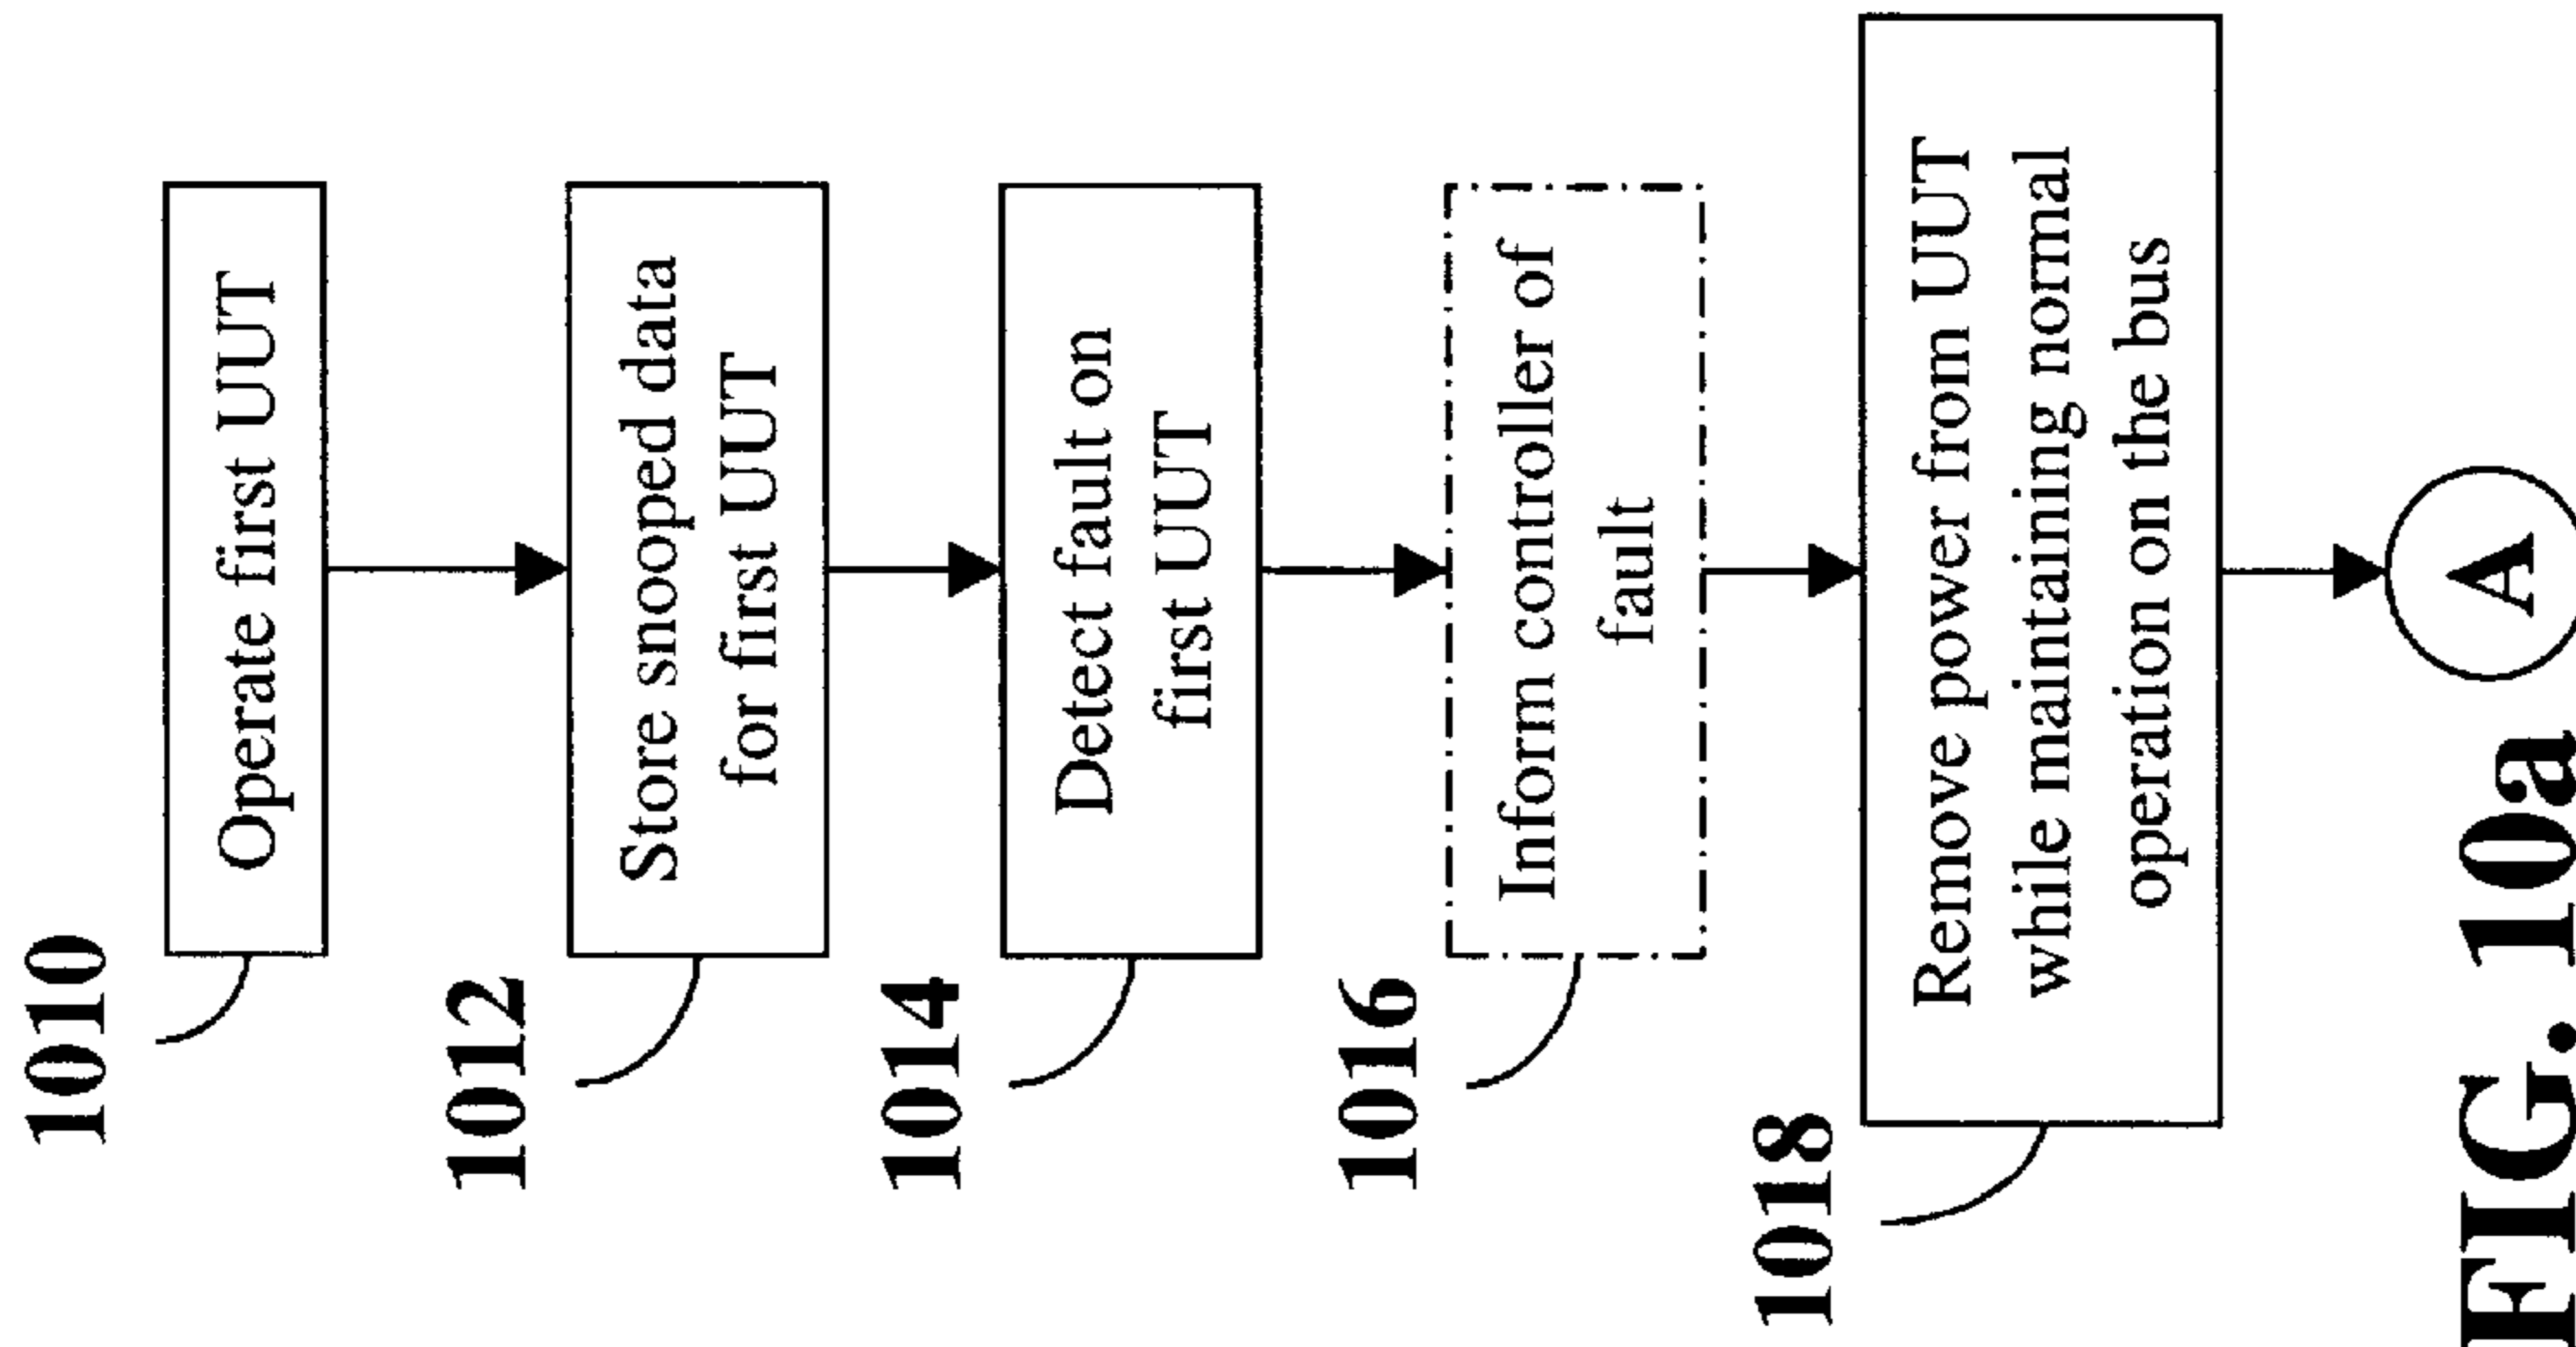 1010
Operate first UUT
1012
Store snooped data
for first UUT
1014
Detect fault on
first UUT
1016
Inform controller of
fault
1018
Remove power from UUT
while maintaining normal
operation on the bus
A
FIG. 10a